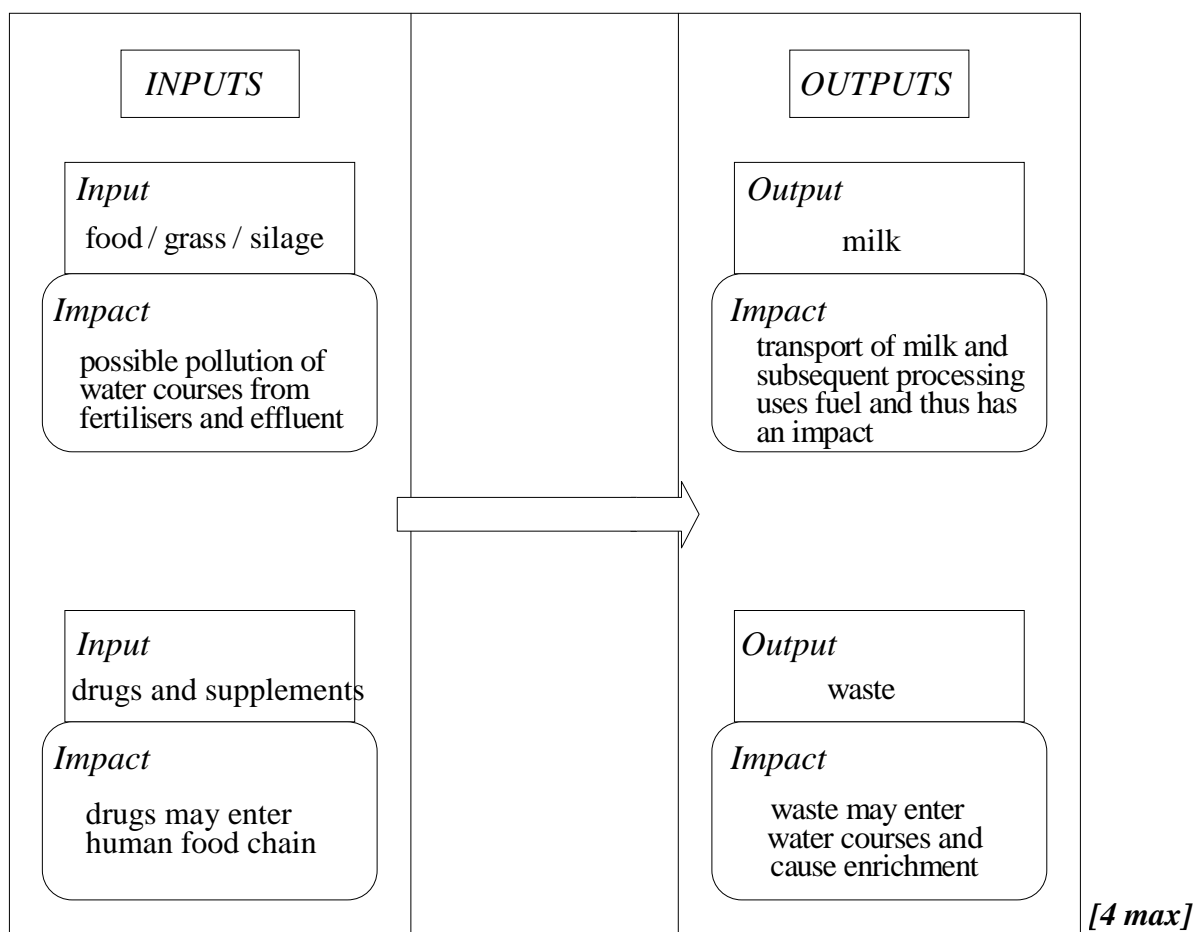 INPUTS
OUTPUTS
Input
food / grass / silage
Impact
possible pollution of
water courses from
fertilisers and effluent
Output
milk
Impact
transport of milk and
subsequent processing
uses fuel and thus has
an impact
Input
drugs and supplements
Impact
drugs may enter
human food chain
Output
waste
Impact
waste may enter
water courses and
cause enrichment
[4 max]